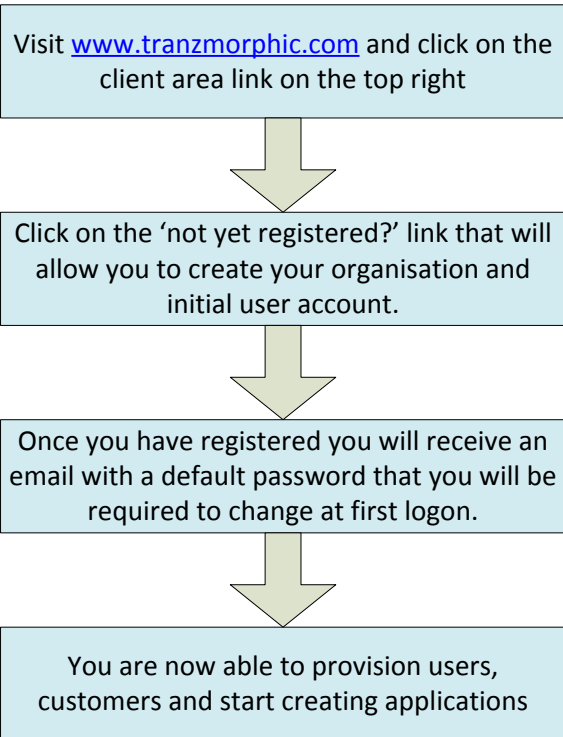 Visit www.tranzmorphic.com and click on the
client area link on the top right
Click on the ‘not yet registered?’ link that will
allow you to create your organisation and
initial user account.
Once you have registered you will receive an
email with a default password that you will be
required to change at first logon.
You are now able to provision users,
customers and start creating applications